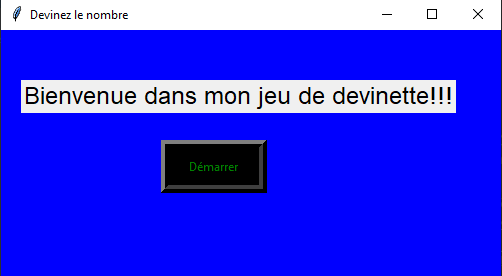 Devinez le nombre
Bienvenue dans mon jeu de devinette!!!
Démarrer